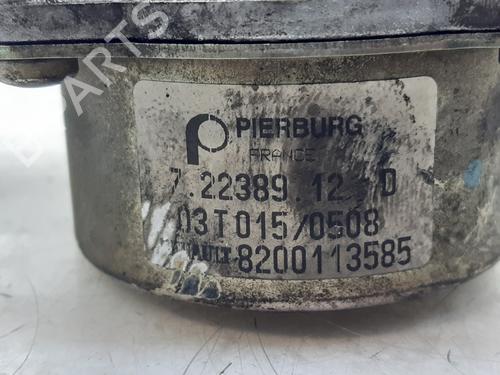 PIERBURG
FRANCE
7.22389.12 D
03T015/0508
8200113585